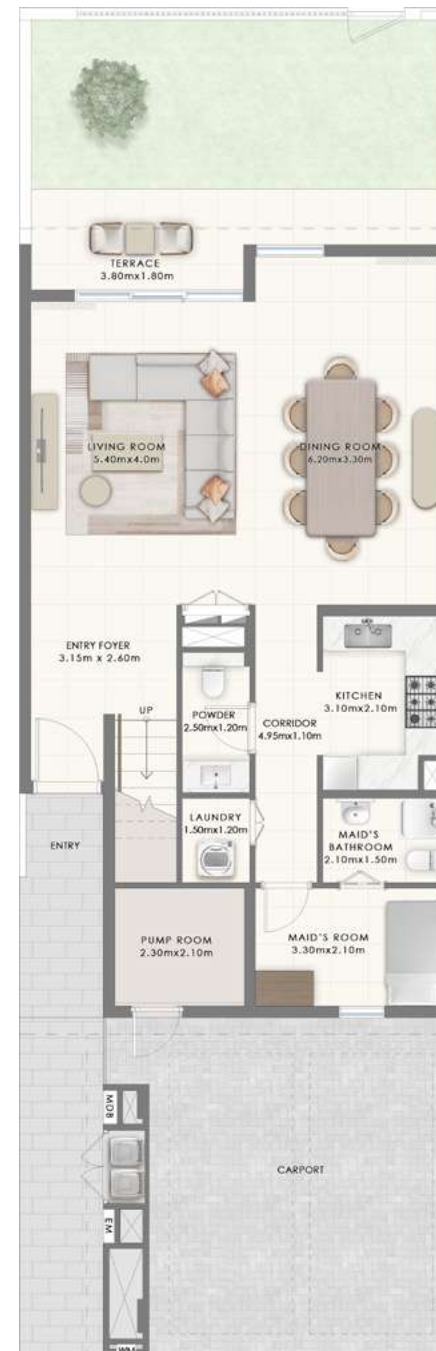 TERRACE
3.80mx1.80m
LIVING ROOM
5.40mx4.0m
DINING ROOM
6.20mx3.30m
ENTRY FOYER
3.15m x 2.60m
UP
POWDER
2.50mx1.20m
CORRIDOR
4.95mx1.10m
KITCHEN
3.10mx2.10m
LAUNDRY
1.50mx1.20m
MAID'S
BATHROOM
2.10mx1.50m
ENTRY
PUMP ROOM
2.30mx2.10m
MAID'S ROOM
3.30mx2.10m
MDB
CARPORT
EM
WM